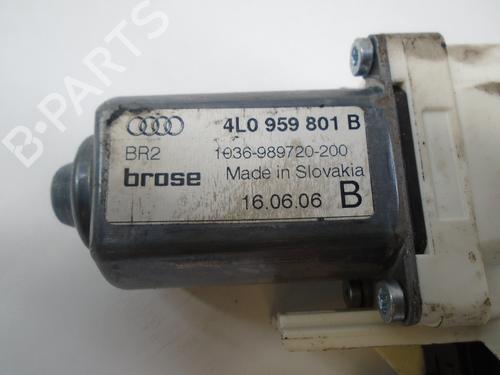 4L0 959 801 B
BR2 1036-989720-200
brose Made in Slovakia
16.06.06 B
B-PARTS